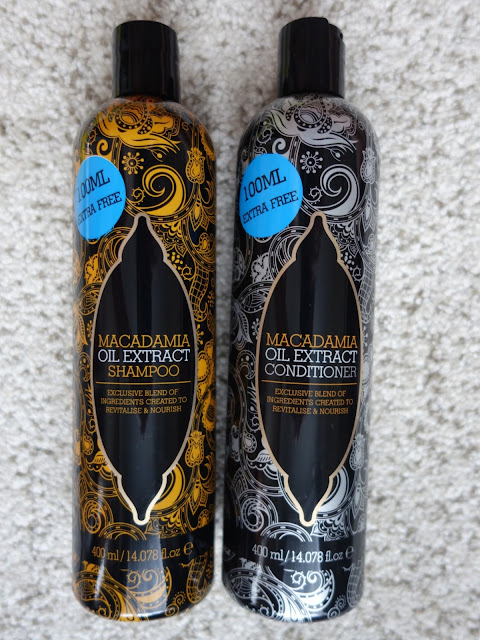 100ML
EXTRA FREE
MACADAMIA
OIL EXTRACT
SHAMPOO
EXCLUSIVE BLEND OF
INGREDIENTS CREATED TO
REVITALISE & NOURISH
400 ml/14.078 fl.oz ℮
100ML
EXTRA FREE
MACADAMIA
OIL EXTRACT
CONDITIONER
EXCLUSIVE BLEND OF
INGREDIENTS CREATED TO
REVITALISE & NOURISH
400 ml/14.078 fl.oz ℮